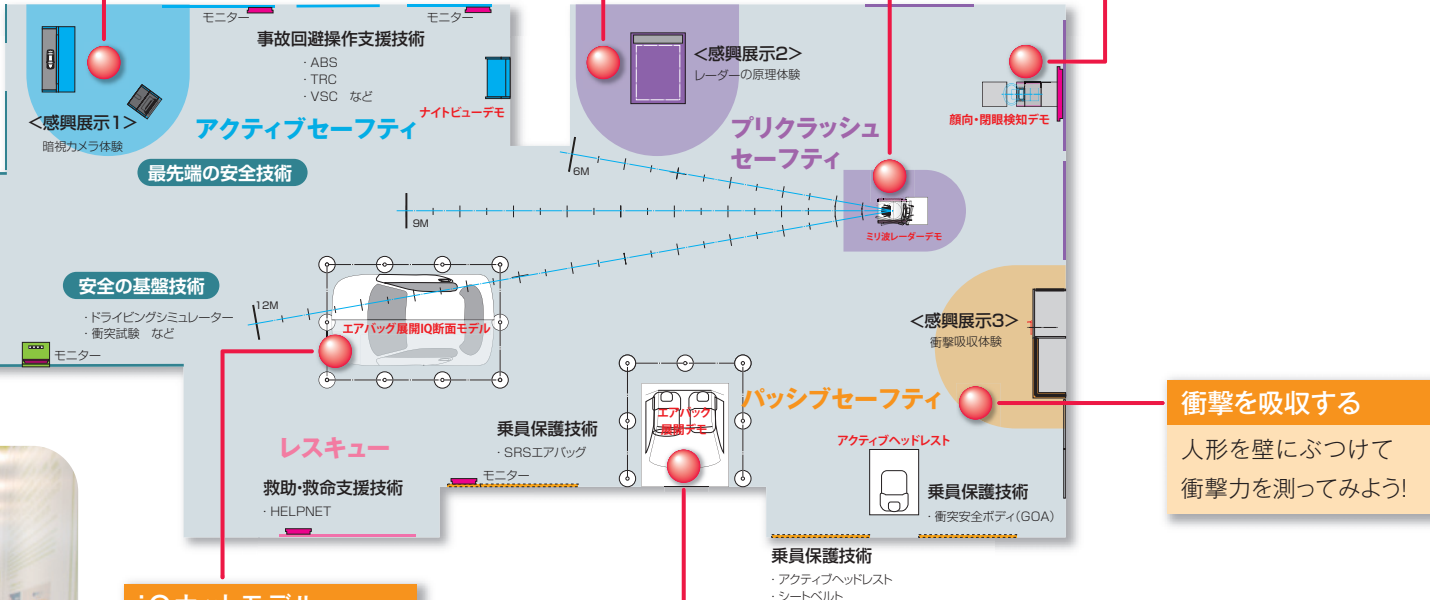 モニター
モニター
事故回避操作支援技術
・ABS
・TRC
・VSC など
ナイトビューデモ
<感興展示1>
暗視カメラ体験
アクティブセーフティ
最先端の安全技術
<感興展示2>
レーダーの原理体験
プリクラッシュ
セーフティ
顔向・閉眼検知デモ
6M
9M
12M
ミリ波レーダーデモ
安全の基盤技術
・ドライビングシミュレーター
・衝突試験 など
モニター
エアバッグ展開IQ断面モデル
<感興展示3>
衝撃吸収体験
パッシブセーフティ
エアバッグ
展開デモ
レスキュー
救助・救命支援技術
・HELPNET
乗員保護技術
・SRSエアバッグ
モニター
アクティブヘッドレスト
乗員保護技術
・衝突安全ボディ(GOA)
乗員保護技術
・アクティブヘッドレスト
・シートベルト
衝撃を吸収する
人形を壁にぶつけて
衝撃力を測ってみよう!
iQカットモデル